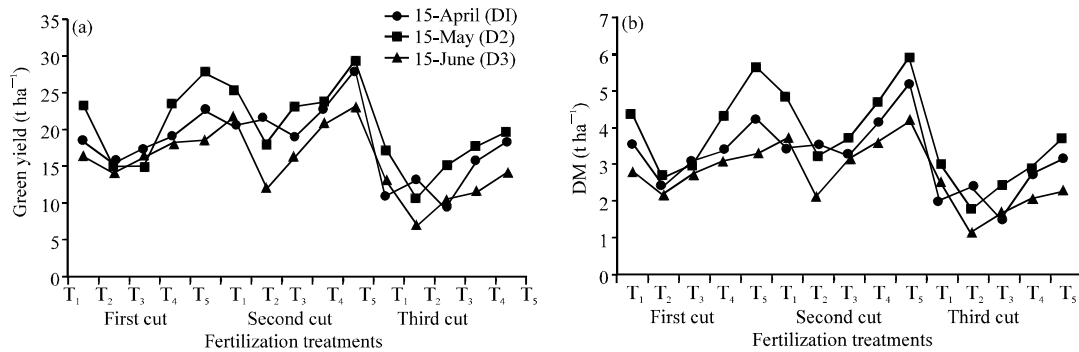 (a)
15-April (DI)
15-May (D2)
15-June (D3)
Green yield (t ha⁻¹)
35
30
25
20
15
10
5
0
T₁ T₂ T₃ T₄ T₅ T₁ T₂ T₃ T₄ T₅ T₁ T₂ T₃ T₄ T₅
First cut Second cut Third cut
Fertilization treatments
(b)
DM (t ha⁻¹)
7
6
5
4
3
2
1
0
T₁ T₂ T₃ T₄ T₅ T₁ T₂ T₃ T₄ T₅ T₁ T₂ T₃ T₄ T₅
First cut Second cut Third cut
Fertilization treatments